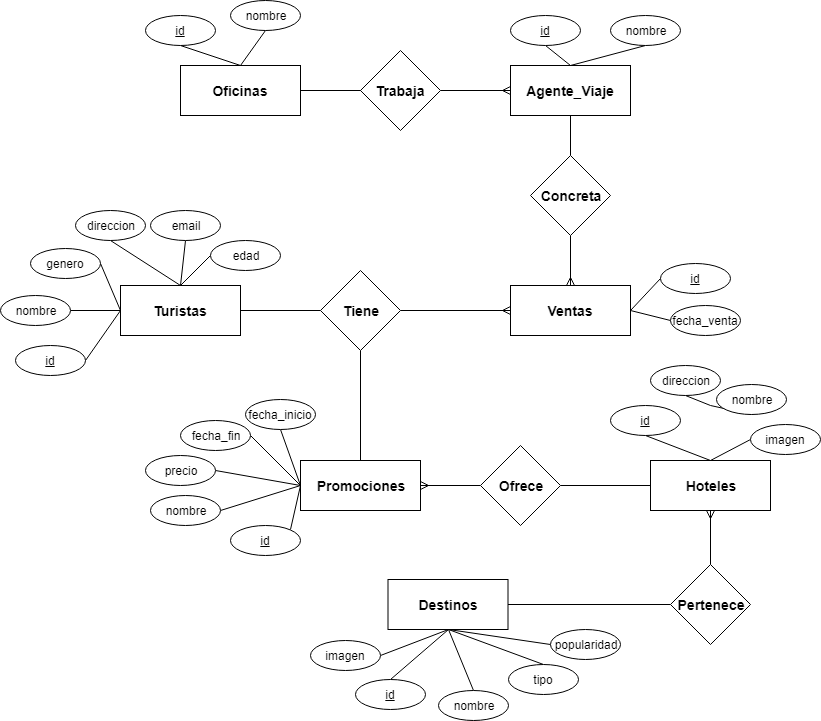 nombre
id
id
nombre
Oficinas
Trabaja
Agente_Viaje
Concreta
direccion
email
edad
genero
id
nombre
Turistas
Tiene
Ventas
fecha_venta
id
direccion
nombre
fecha_inicio
id
fecha_fin
imagen
precio
Promociones
Ofrece
Hoteles
nombre
id
Destinos
Pertenece
popularidad
imagen
tipo
id
nombre